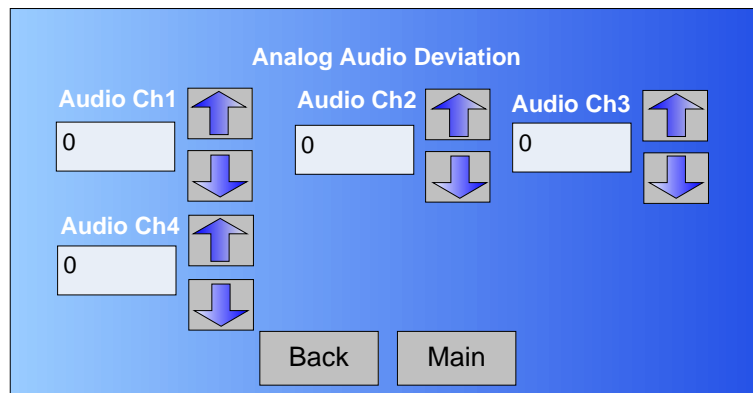 Analog Audio Deviation
Audio Ch1
Audio Ch2
Audio Ch3
0
0
0
Audio Ch4
0
Back
Main